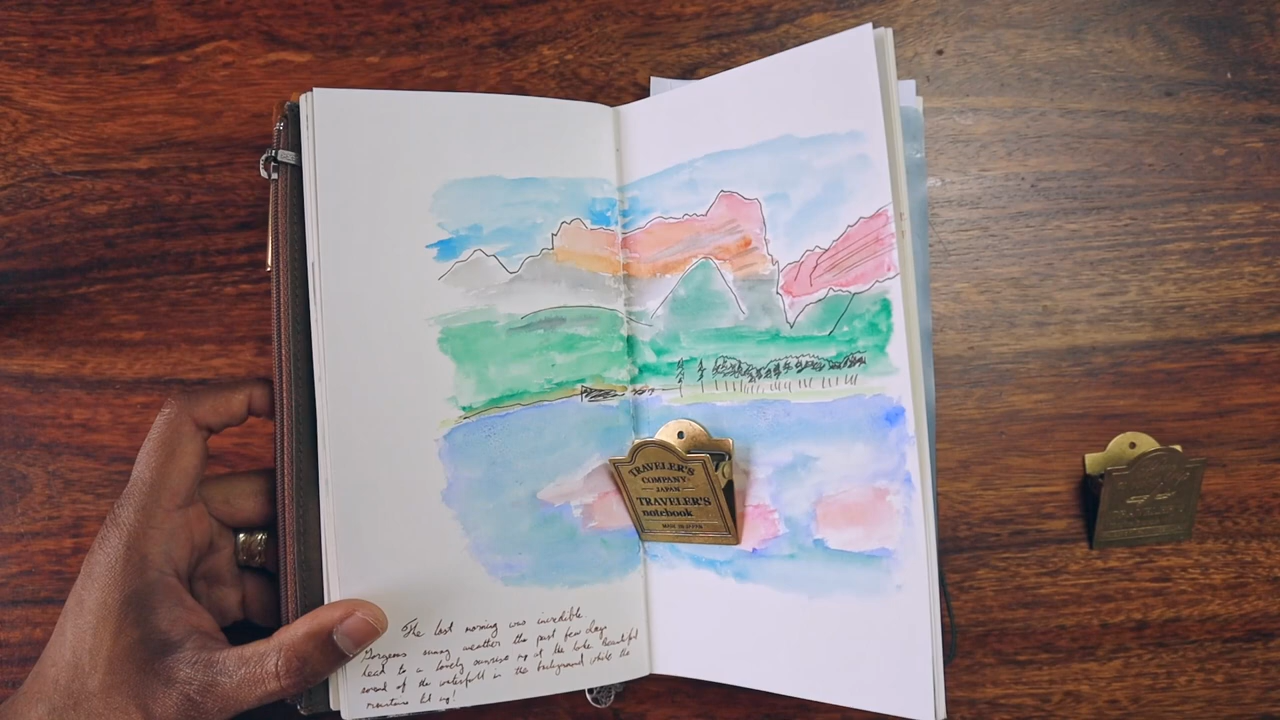 TRAVELER'S
COMPANY
JAPAN
TRAVELER'S
notebook
MADE IN JAPAN
The last morning was incredible.
Gorgeous sunny weather the past few days
lead to a lovely sunrise up at the lake. Beautiful
sound of the waterfall in the background while the
mountains lit up!